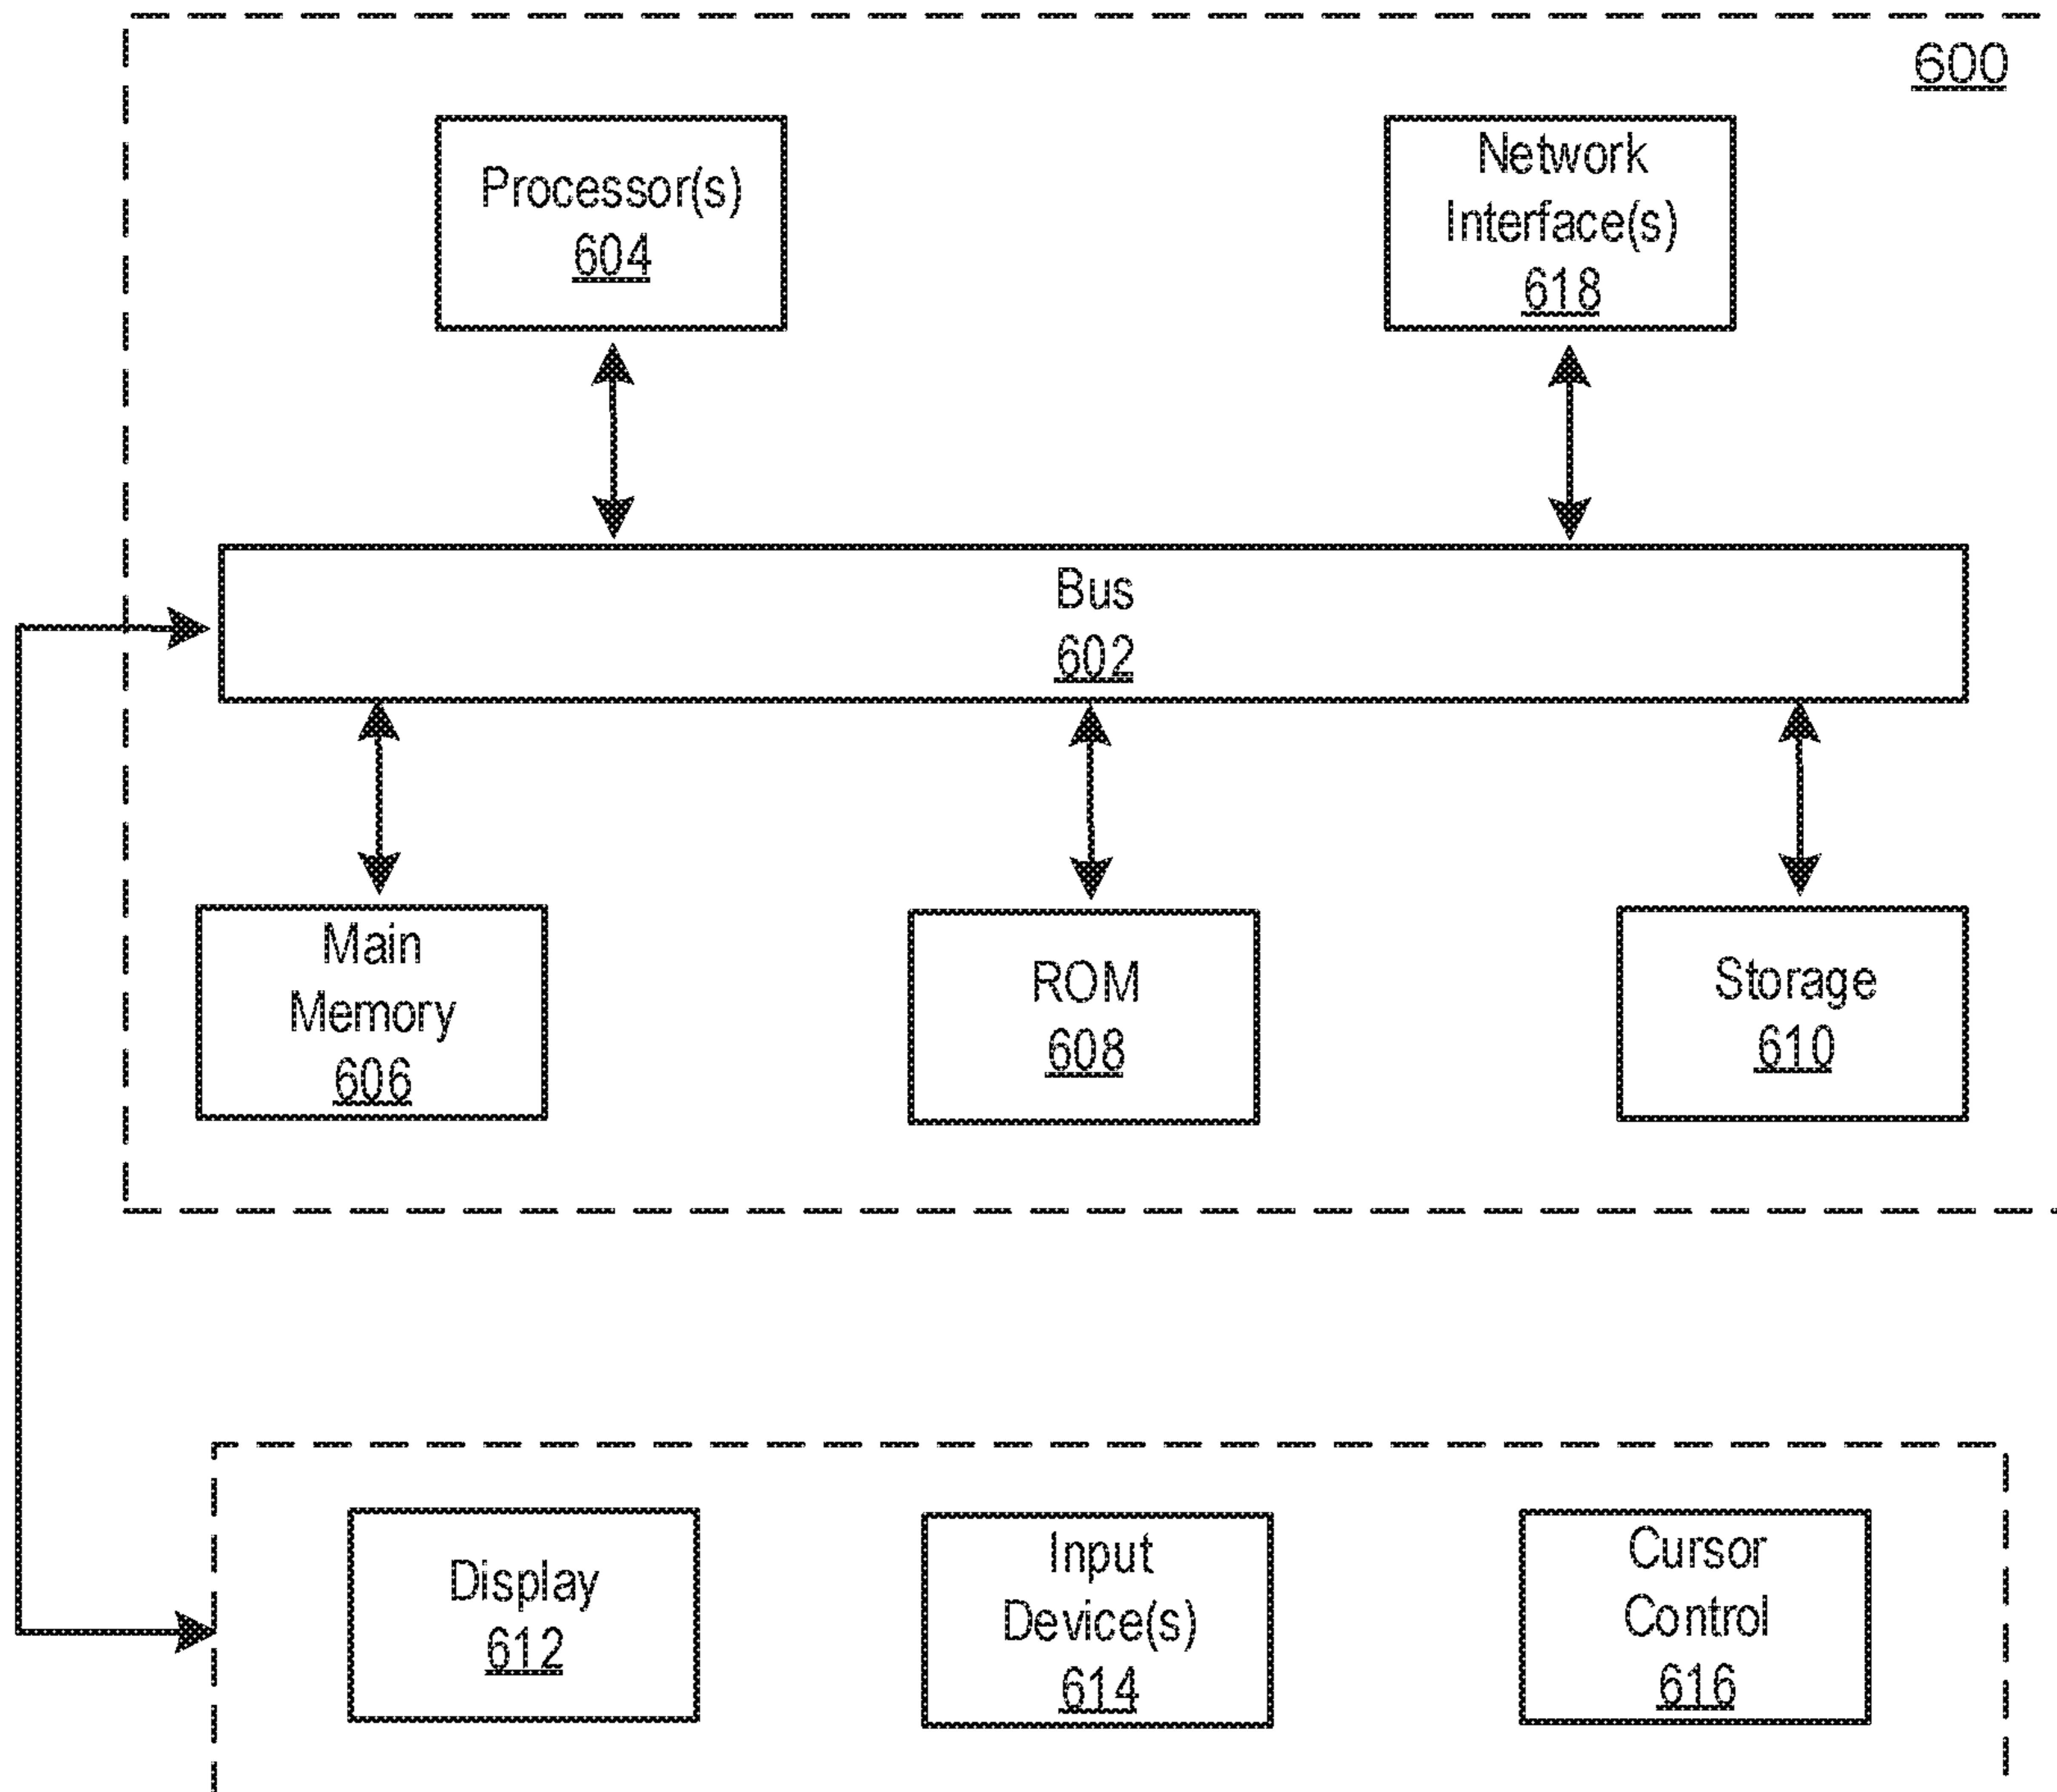 600
Processor(s)
604
Network
Interface(s)
618
Bus
602
Main
Memory
606
ROM
608
Storage
610
Display
612
Input
Device(s)
614
Cursor
Control
616